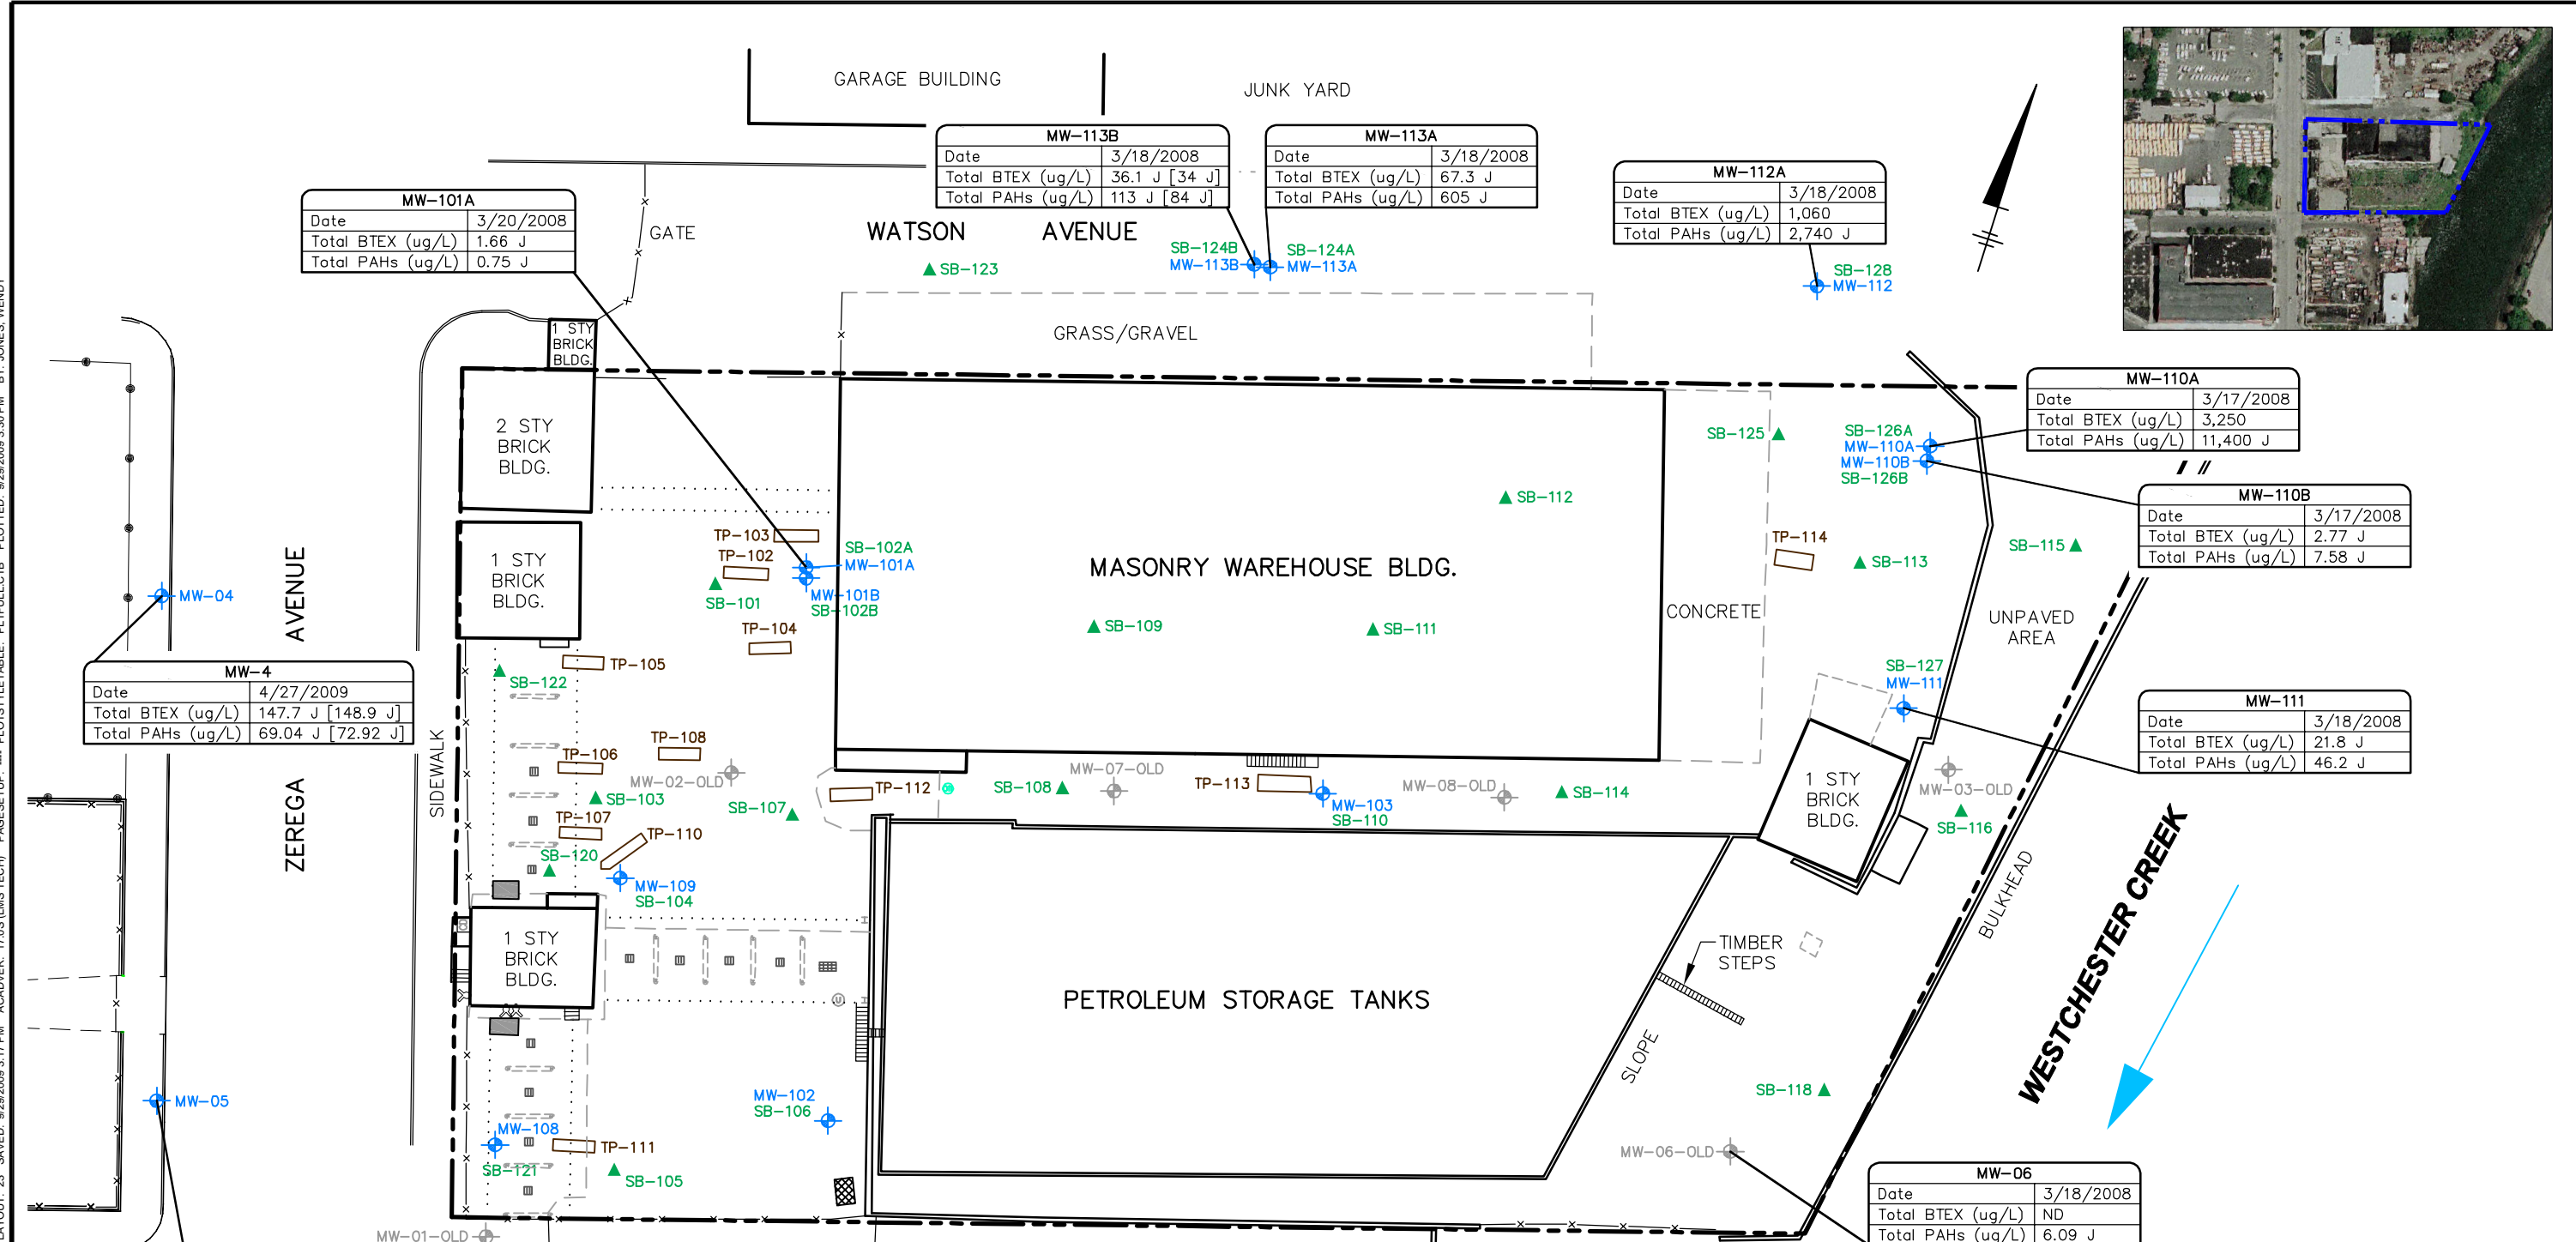 GARAGE BUILDING
JUNK YARD
MW-113B
Date 3/18/2008
Total BTEX (ug/L) 36.1 J [34 J]
Total PAHs (ug/L) 113 J [84 J]
MW-113A
Date 3/18/2008
Total BTEX (ug/L) 67.3 J
Total PAHs (ug/L) 605 J
MW-112A
Date 3/18/2008
Total BTEX (ug/L) 1,060
Total PAHs (ug/L) 2,740 J
MW-101A
Date 3/20/2008
Total BTEX (ug/L) 1.66 J
Total PAHs (ug/L) 0.75 J
GATE
WATSON AVENUE
SB-123
SB-124B
MW-113B
SB-124A
MW-113A
SB-128
MW-112
1 STY
BRICK
BLDG.
GRASS/GRAVEL
2 STY
BRICK
BLDG.
MW-110A
Date 3/17/2008
Total BTEX (ug/L) 3,250
Total PAHs (ug/L) 11,400 J
SB-125
SB-126A
MW-110A
MW-110B
SB-126B
SB-112
MW-110B
Date 3/17/2008
Total BTEX (ug/L) 2.77 J
Total PAHs (ug/L) 7.58 J
TP-103
TP-102
SB-102A
MW-101A
MW-101B
SB-102B
SB-101
TP-104
1 STY
BRICK
BLDG.
MASONRY WAREHOUSE BLDG.
TP-114
SB-113
SB-115
MW-04
ZEREGA AVENUE
SB-109
SB-111
CONCRETE
UNPAVED
AREA
MW-4
Date 4/27/2009
Total BTEX (ug/L) 147.7 J [148.9 J]
Total PAHs (ug/L) 69.04 J [72.92 J]
TP-105
SB-122
SB-127
MW-111
MW-111
Date 3/18/2008
Total BTEX (ug/L) 21.8 J
Total PAHs (ug/L) 46.2 J
SIDEWALK
TP-106
TP-108
MW-02-OLD
SB-103
SB-107
TP-112
SB-108
MW-07-OLD
TP-113
MW-103
SB-110
MW-08-OLD
SB-114
1 STY
BRICK
BLDG.
MW-03-OLD
SB-116
TP-107
TP-110
SB-120
MW-109
SB-104
1 STY
BRICK
BLDG.
BULKHEAD
WESTCHESTER CREEK
TIMBER
STEPS
PETROLEUM STORAGE TANKS
SLOPE
MW-05
MW-102
SB-106
SB-118
MW-108
TP-111
SB-121
SB-105
MW-06-OLD
MW-06
Date 3/18/2008
Total BTEX (ug/L) ND
Total PAHs (ug/L) 6.09 J
MW-01-OLD